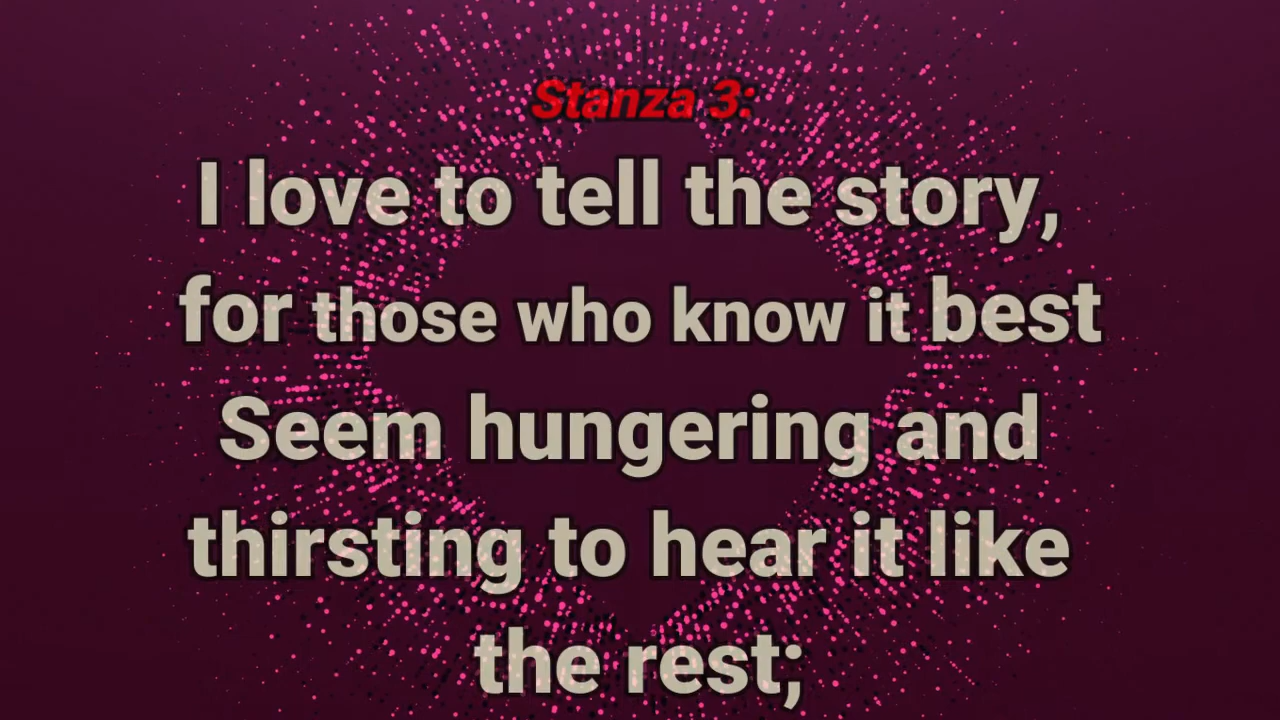 Stanza 3:
I love to tell the story,
for those who know it best
Seem hungering and
thirsting to hear it like
the rest;